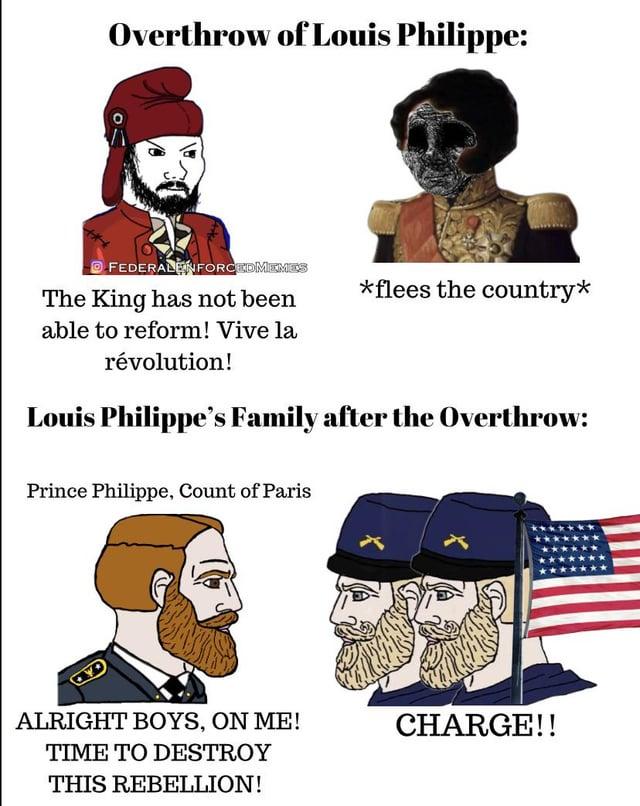 Overthrow of Louis Philippe:
FEDERALENFORCEDMEMES
The King has not been
able to reform! Vive la
révolution!
*flees the country*
Louis Philippe's Family after the Overthrow:
Prince Philippe, Count of Paris
ALRIGHT BOYS, ON ME!
TIME TO DESTROY
THIS REBELLION!
CHARGE!!